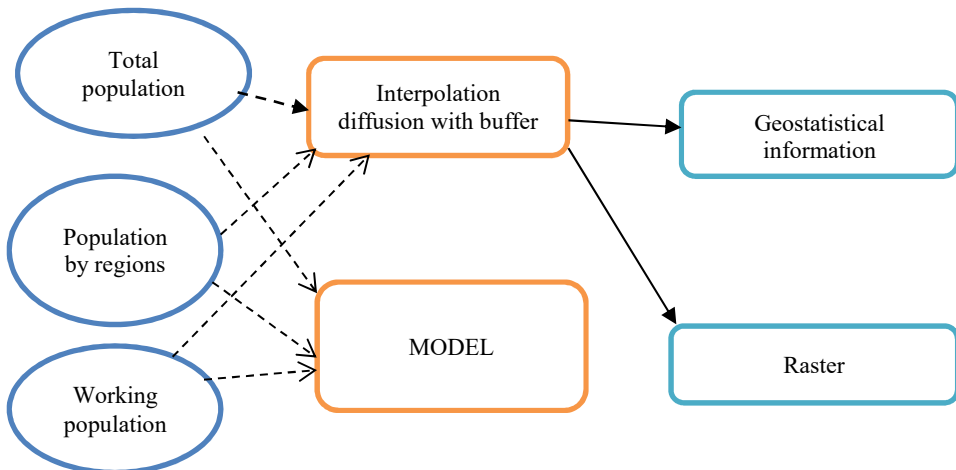 Total
population
Interpolation
diffusion with buffer
Geostatistical
information
Population
by regions
MODEL
Raster
Working
population